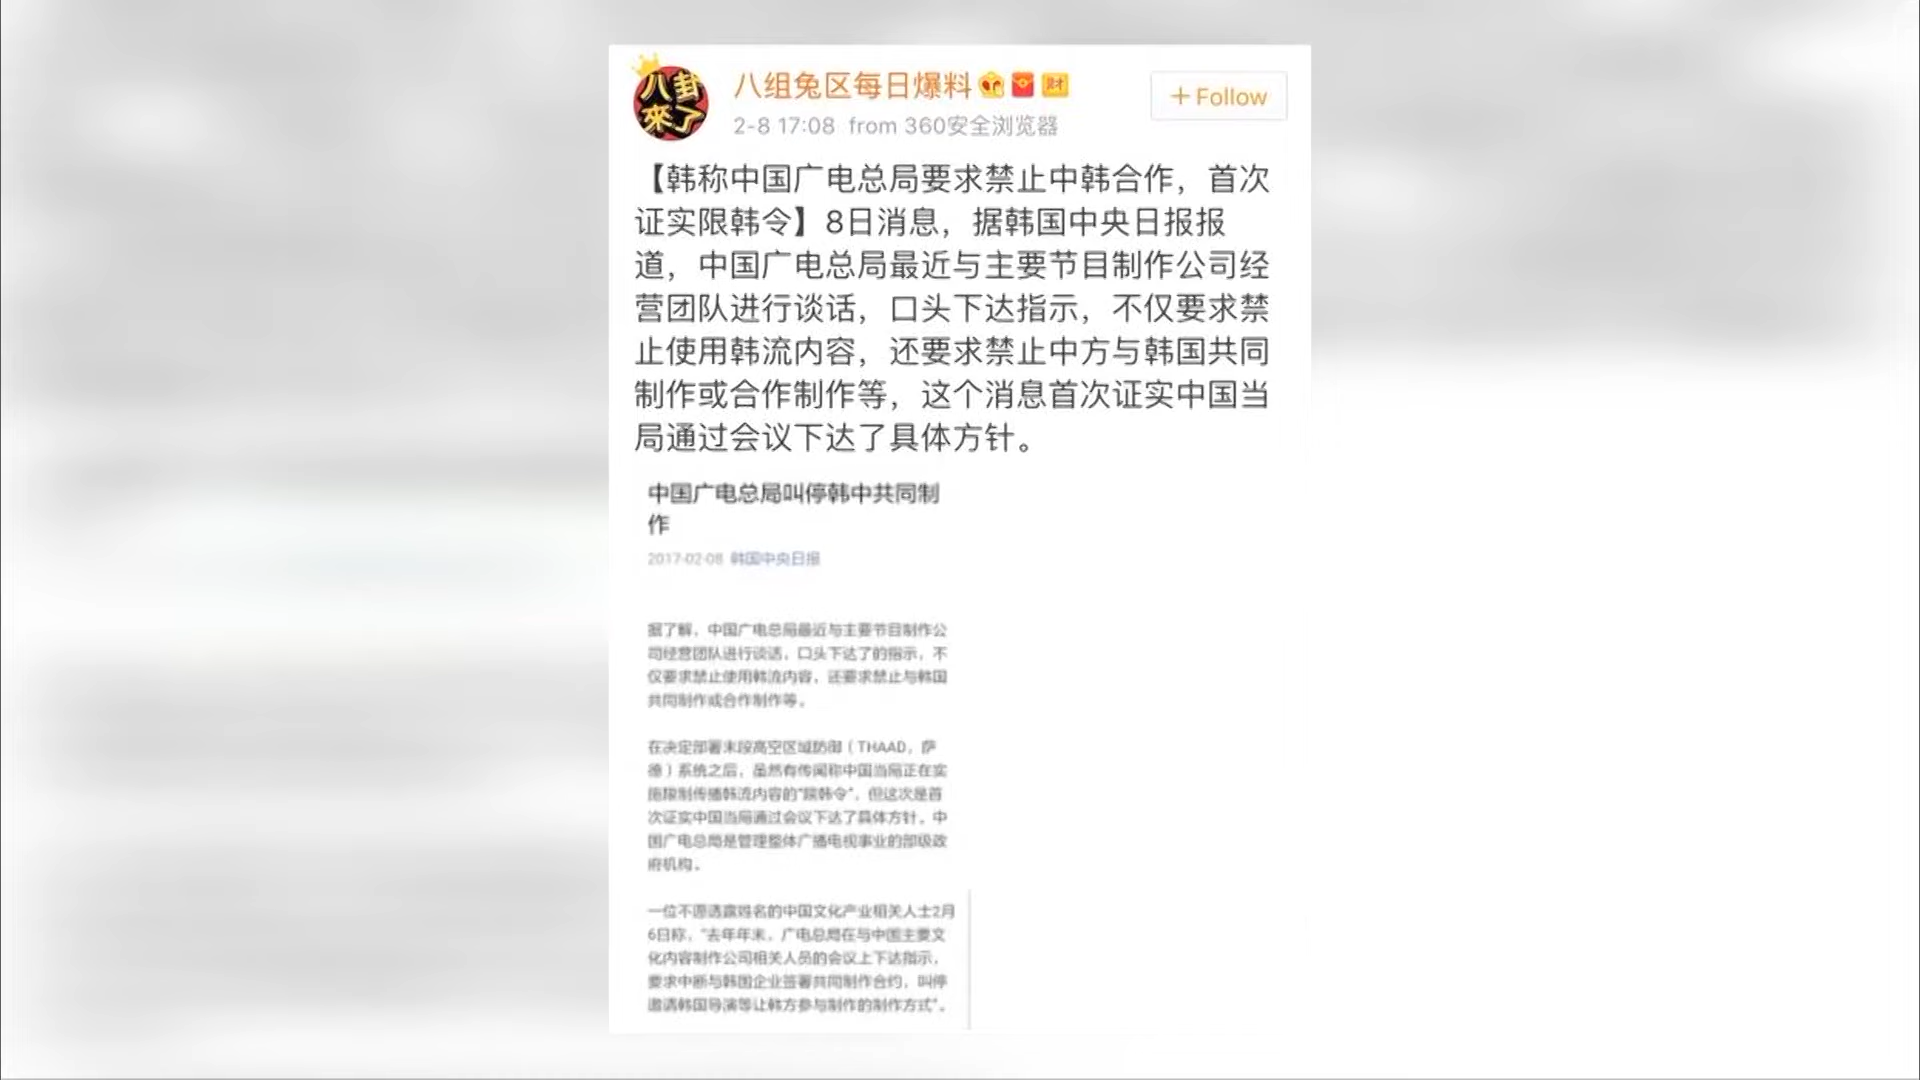 八卦
來了
八组兔区每日爆料
财
+ Follow
2-8 17:08 from 360安全浏览器
【韩称中国广电总局要求禁止中韩合作，首次
证实限韩令】8日消息，据韩国中央日报报
道，中国广电总局最近与主要节目制作公司经
营团队进行谈话，口头下达指示，不仅要求禁
止使用韩流内容，还要求禁止中方与韩国共同
制作或合作制作等，这个消息首次证实中国当
局通过会议下达了具体方针。
中国广电总局叫停韩中共同制
作
2017-02-08 韩国中央日报
据了解，中国广电总局最近与主要节目制作公
司经营团队进行谈话，口头下达了的指示，不
仅要求禁止使用韩流内容，还要求禁止与韩国
共同制作或合作制作等。
在决定部署末段高空区域防御（THAAD，萨
德）系统之后，虽然有传闻称中国当局正在实
施限制传播韩流内容的“限韩令”，但这次是首
次证实中国当局通过会议下达了具体方针。中
国广电总局是管理整体广播电视事业的部级政
府机构。
一位不愿透露姓名的中国文化产业相关人士2月
6日称，“去年年末，广电总局在与中国主要文
化内容制作公司相关人员的会议上下达指示，
要求中断与韩国企业签署共同制作合约，叫停
邀请韩国导演等让韩方参与制作的制作方式”。